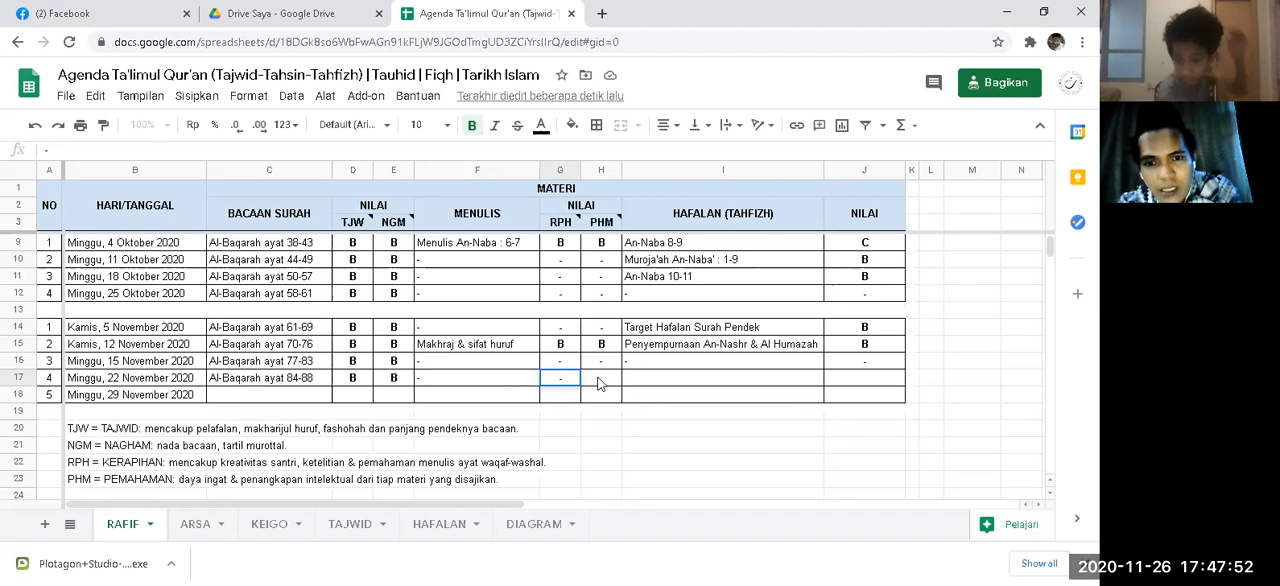 (2) Facebook
Drive Saya - Google Drive
Agenda Ta'limul Qur'an (Tajwid-T
docs.google.com/spreadsheets/d/18DGk8so6WbFwAGn91kFLjW9JGOdTmgUD3ZCiYrsIIrQ/edit#gid=0
Agenda Ta'limul Qur'an (Tajwid-Tahsin-Tahfizh) | Tauhid | Fiqh | Tarikh Islam
Bagikan
File Edit Tampilan Sisipkan Format Data Alat Add-on Bantuan Terakhir diedit beberapa detik lalu
100% Rp % .0 .00 123 Default (Ari... 10 B I S A
fx -
A B C D E F G H I J K L M N
1 MATERI
2 NO HARI/TANGGAL BACAAN SURAH NILAI MENULIS NILAI HAFALAN (TAHFIZH) NILAI
3 TJW NGM RPH PHM
9 1 Minggu, 4 Oktober 2020 Al-Baqarah ayat 38-43 B B Menulis An-Naba : 6-7 B B An-Naba 8-9 C
10 2 Minggu, 11 Oktober 2020 Al-Baqarah ayat 44-49 B B - - - Muroja'ah An-Naba' : 1-9 B
11 3 Minggu, 18 Oktober 2020 Al-Baqarah ayat 50-57 B B - - - An-Naba 10-11 B
12 4 Minggu, 25 Oktober 2020 Al-Baqarah ayat 58-61 B B - - - - -
13
14 1 Kamis, 5 November 2020 Al-Baqarah ayat 61-69 B B - - - Target Hafalan Surah Pendek B
15 2 Kamis, 12 November 2020 Al-Baqarah ayat 70-76 B B Makhraj & sifat huruf B B Penyempurnaan An-Nashr & Al Humazah B
16 3 Minggu, 15 November 2020 Al-Baqarah ayat 77-83 B B - - - - -
17 4 Minggu, 22 November 2020 Al-Baqarah ayat 84-88 B B - -
18 5 Minggu, 29 November 2020
19
20 TJW = TAJWID: mencakup pelafalan, makharijul huruf, fashohah dan panjang pendeknya bacaan.
21 NGM = NAGHAM: nada bacaan, tartil murottal.
22 RPH = KERAPIHAN: mencakup kreativitas santri, ketelitian & pemahaman menulis ayat waqaf-washal.
23 PHM = PEMAHAMAN: daya ingat & penangkapan intelektual dari tiap materi yang disajikan.
24
RAFIF ARSA KEIGO TAJWID HAFALAN DIAGRAM Pelajari
Plotagon+Studio-....exe Show all
2020-11-26 17:47:52